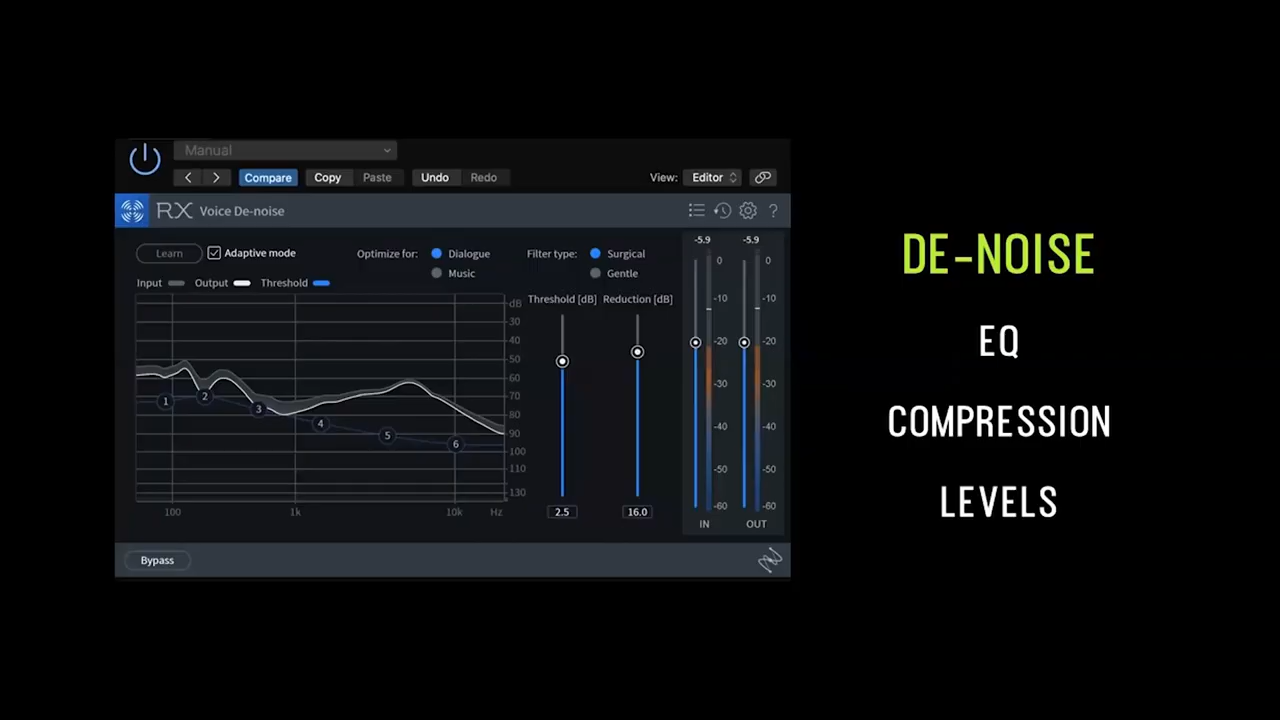 Manual
Compare Copy Paste Undo Redo View: Editor
RX Voice De-noise ?
Learn Adaptive mode Optimize for: Dialogue Filter type: Surgical
Music Gentle
Input Output Threshold
Threshold [dB] Reduction [dB]
-5.9 -5.9
dB
-30
-40
-50
-60
-70
-80
-90
-100
-110
-130
1 2 3 4 5 6
100 1k 10k Hz
2.5 16.0
0 0
-10 -10
-20 -20
-30 -30
-40 -40
-50 -50
-60 -60
IN OUT
Bypass
DE-NOISE
EQ
COMPRESSION
LEVELS